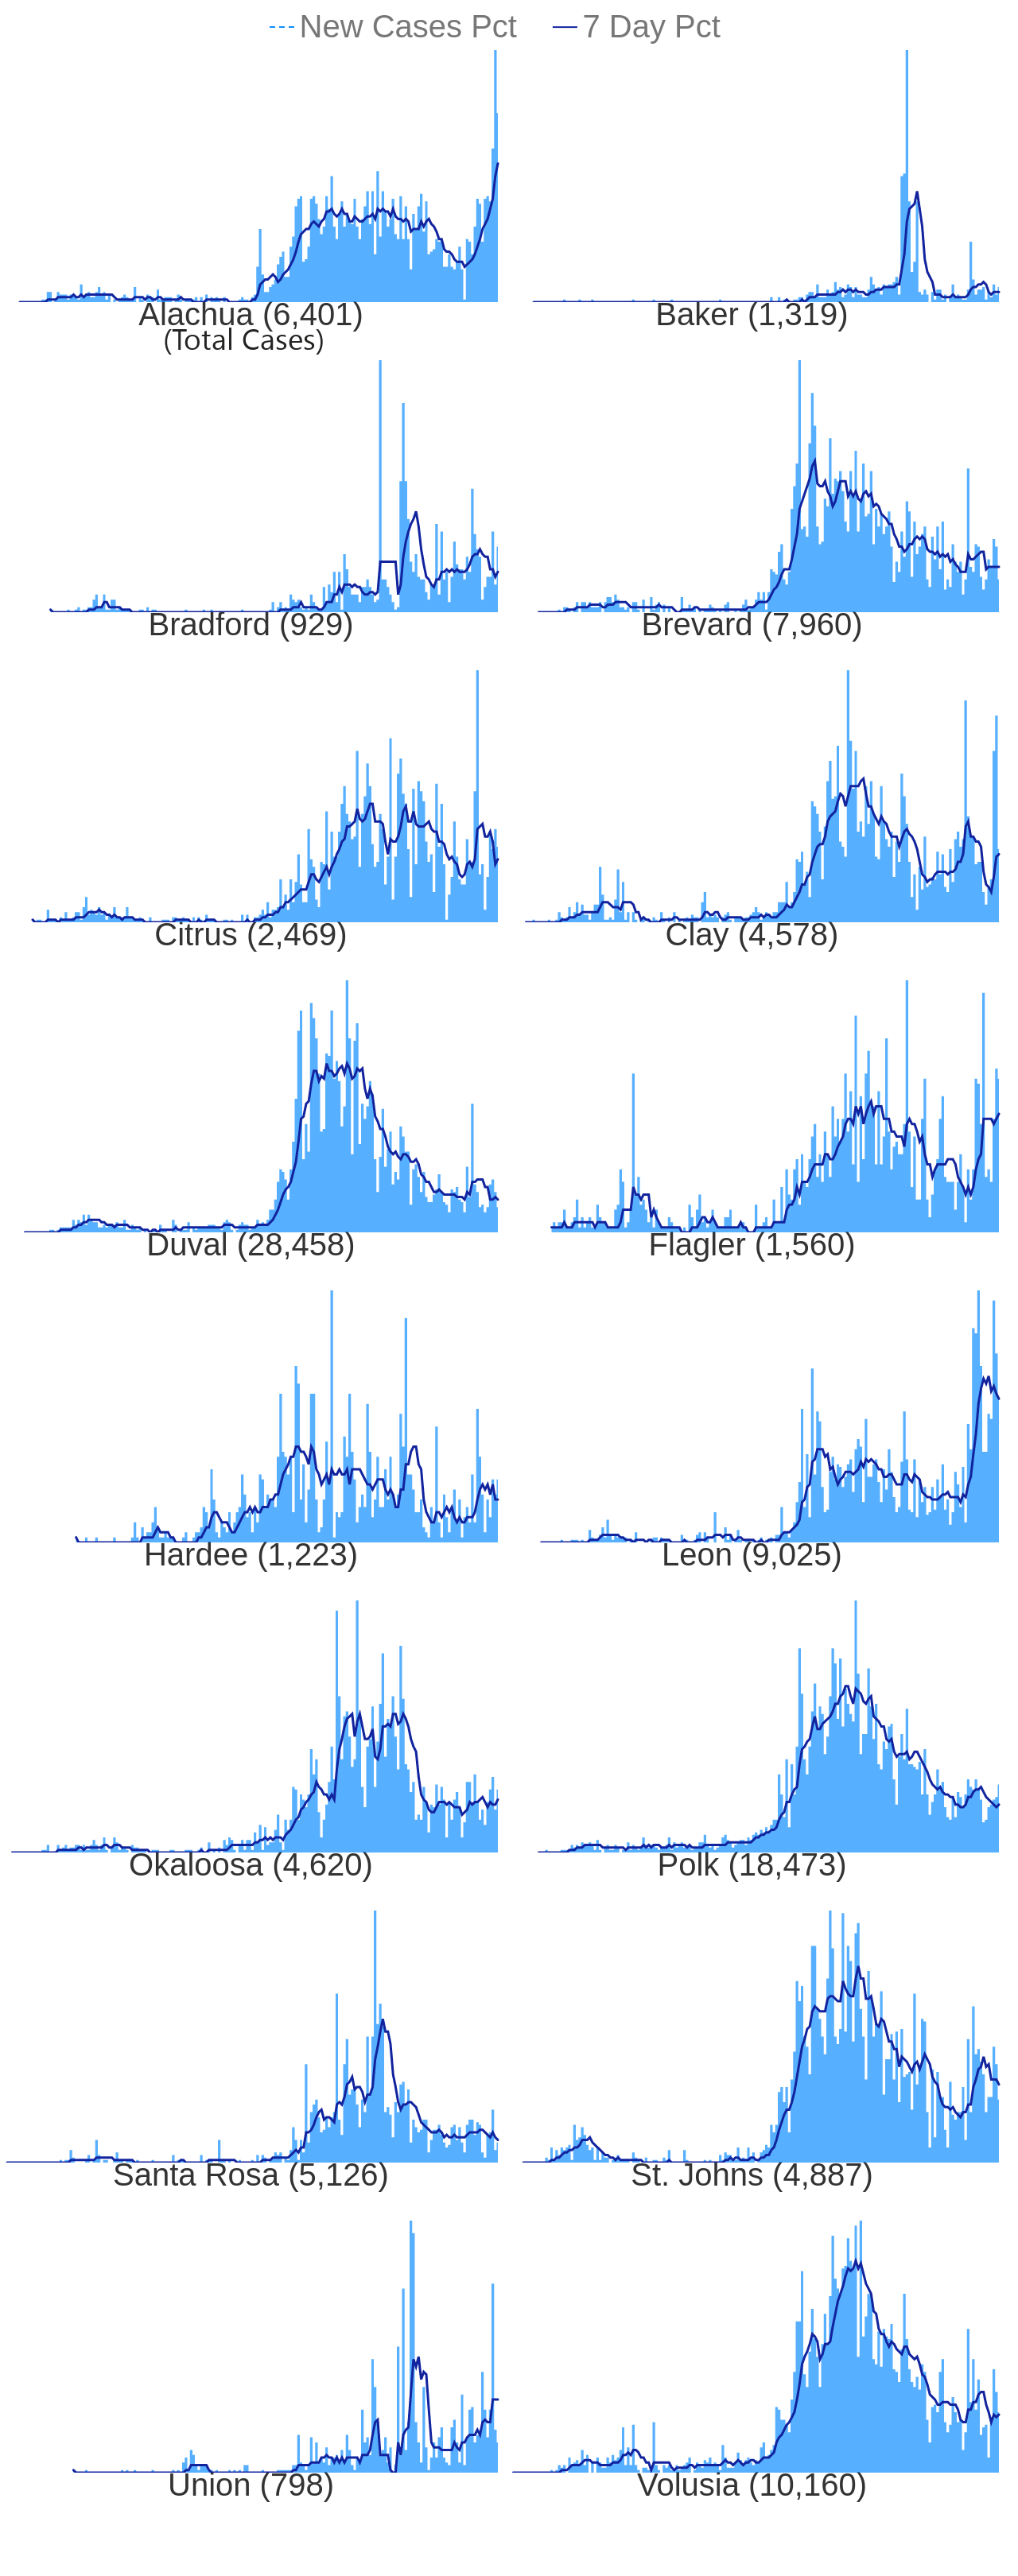 New Cases Pct 7 Day Pct
Alachua (6,401) Baker (1,319)
(Total Cases)
Bradford (929) Brevard (7,960)
Citrus (2,469) Clay (4,578)
Duval (28,458) Flagler (1,560)
Hardee (1,223) Leon (9,025)
Okaloosa (4,620) Polk (18,473)
Santa Rosa (5,126) St. Johns (4,887)
Union (798) Volusia (10,160)